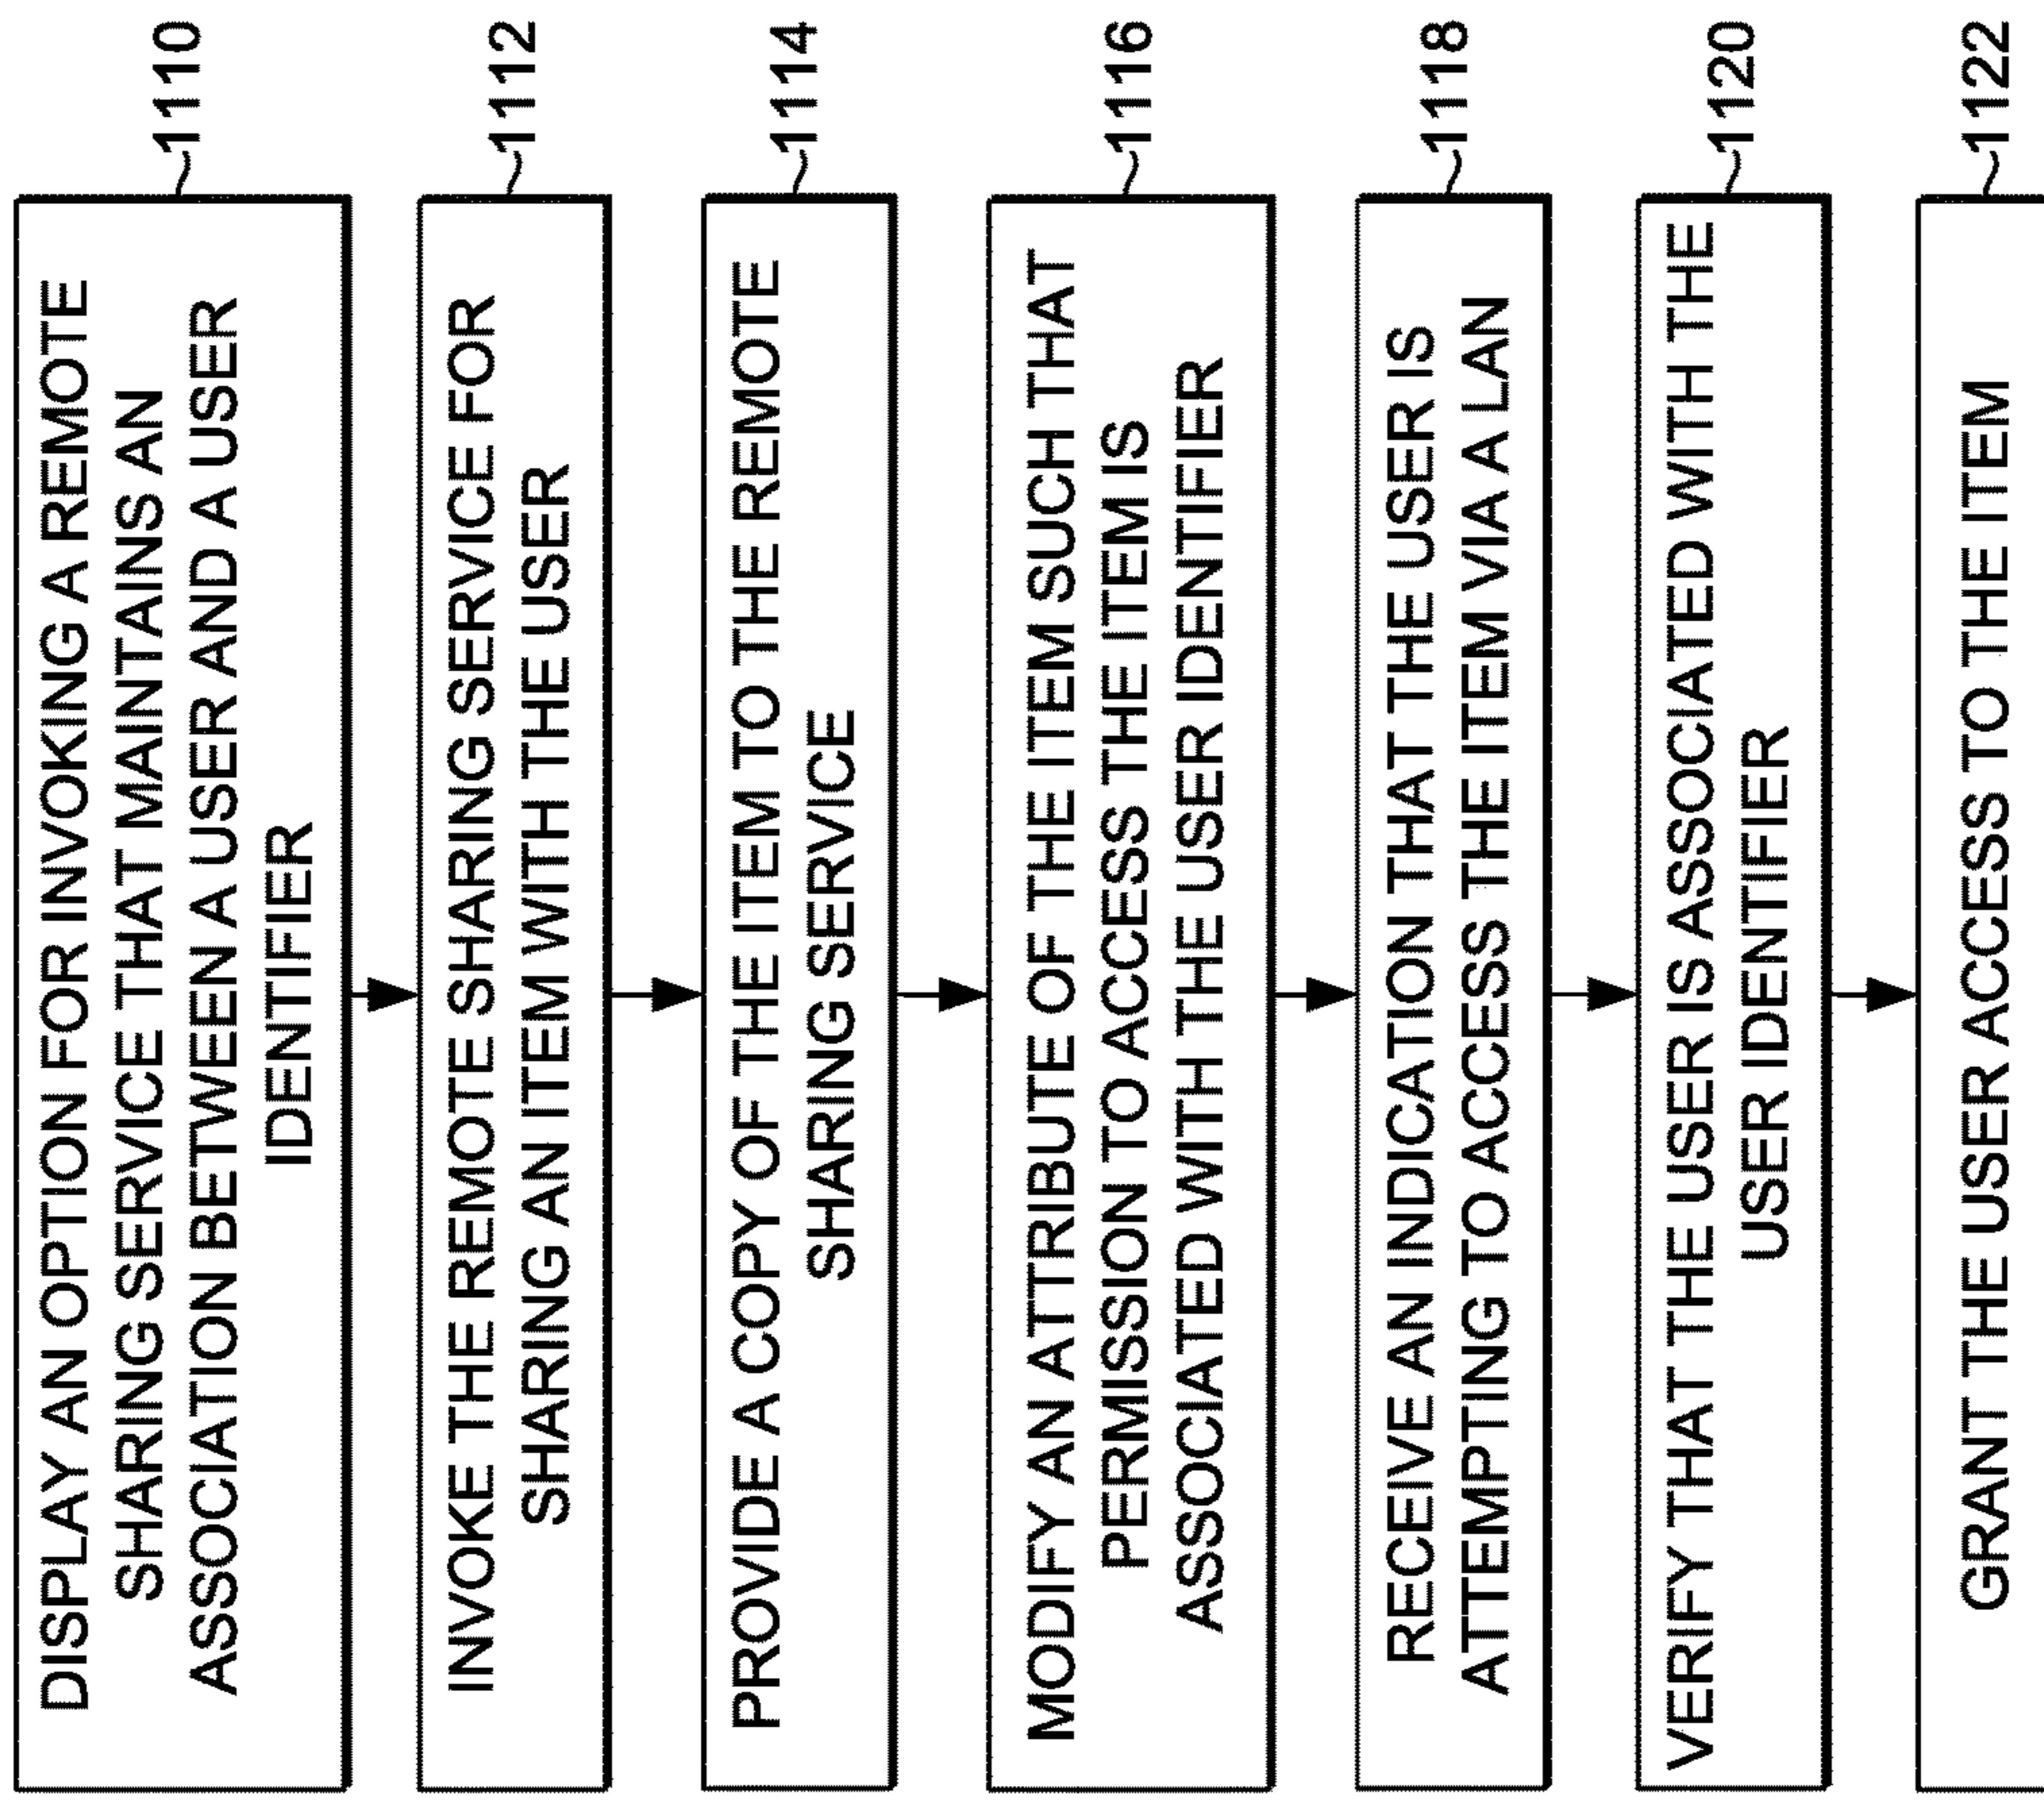 DISPLAY AN OPTION FOR INVOKING A REMOTE
SHARING SERVICE THAT MAINTAINS AN
ASSOCIATION BETWEEN A USER AND A USER
IDENTIFIER
1110
INVOKE THE REMOTE SHARING SERVICE FOR
SHARING AN ITEM WITH THE USER
1112
PROVIDE A COPY OF THE ITEM TO THE REMOTE
SHARING SERVICE
1114
MODIFY AN ATTRIBUTE OF THE ITEM SUCH THAT
PERMISSION TO ACCESS THE ITEM IS
ASSOCIATED WITH THE USER IDENTIFIER
1116
RECEIVE AN INDICATION THAT THE USER IS
ATTEMPTING TO ACCESS THE ITEM VIA A LAN
1118
VERIFY THAT THE USER IS ASSOCIATED WITH THE
USER IDENTIFIER
1120
GRANT THE USER ACCESS TO THE ITEM
1122